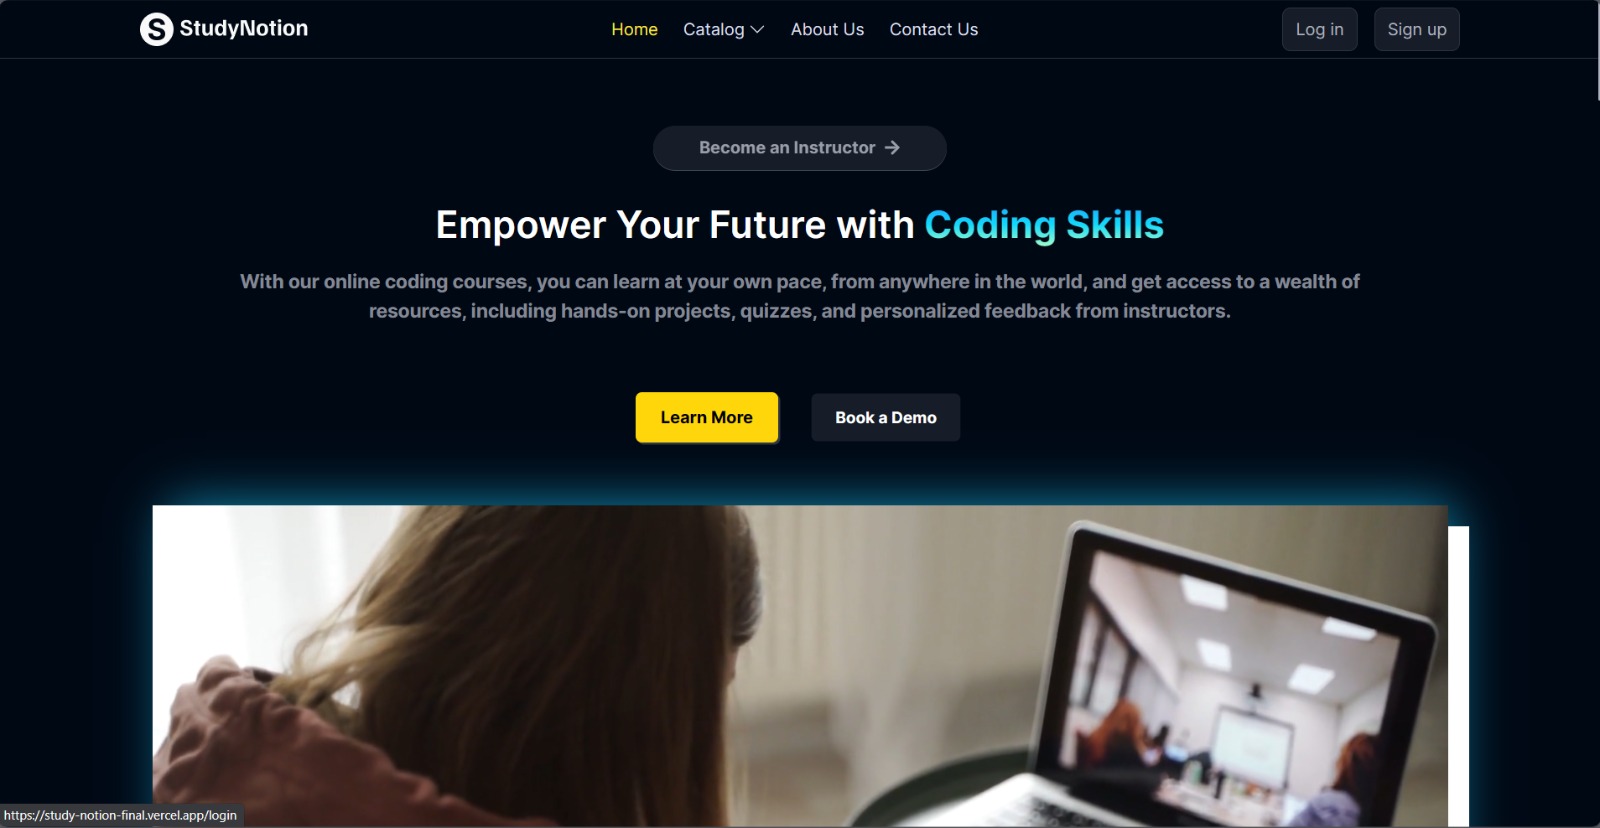 S StudyNotion
Home Catalog About Us Contact Us
Log in Sign up
Become an Instructor →
Empower Your Future with Coding Skills
With our online coding courses, you can learn at your own pace, from anywhere in the world, and get access to a wealth of
resources, including hands-on projects, quizzes, and personalized feedback from instructors.
Learn More Book a Demo
https://study-notion-final.vercel.app/login